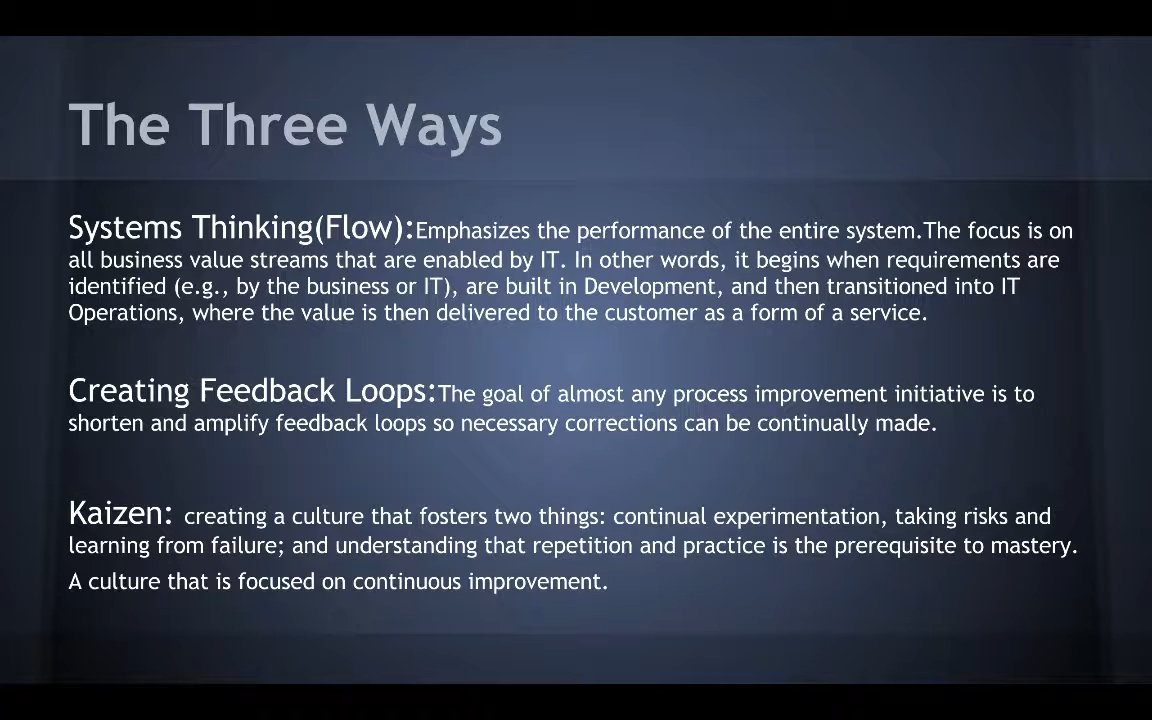 The Three Ways
Systems Thinking(Flow):Emphasizes the performance of the entire system.The focus is on
all business value streams that are enabled by IT. In other words, it begins when requirements are
identified (e.g., by the business or IT), are built in Development, and then transitioned into IT
Operations, where the value is then delivered to the customer as a form of a service.
Creating Feedback Loops:The goal of almost any process improvement initiative is to
shorten and amplify feedback loops so necessary corrections can be continually made.
Kaizen: creating a culture that fosters two things: continual experimentation, taking risks and
learning from failure; and understanding that repetition and practice is the prerequisite to mastery.
A culture that is focused on continuous improvement.